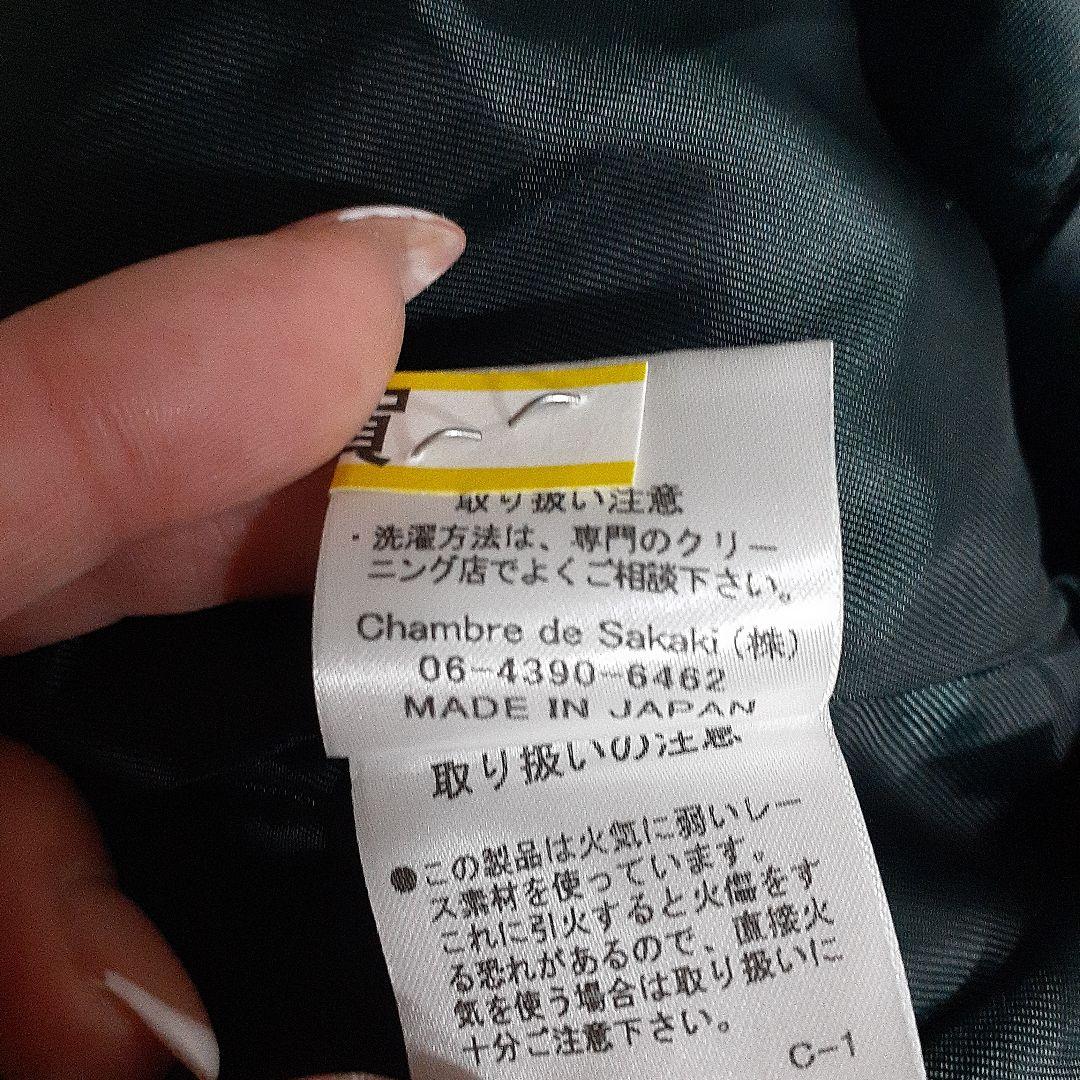 取り扱い注意
・洗濯方法は、専門のクリー
ニング店でよくご相談下さい。
Chambre de Sakaki (株)
06-4390-6462
MADE IN JAPAN
取り扱いの注意
●この製品は火気に弱いレー
ス素材を使っています。
これに引火すると火傷をす
る恐れがあるので、直接火
気を使う場合は取り扱いに
十分ご注意下さい。
C-1